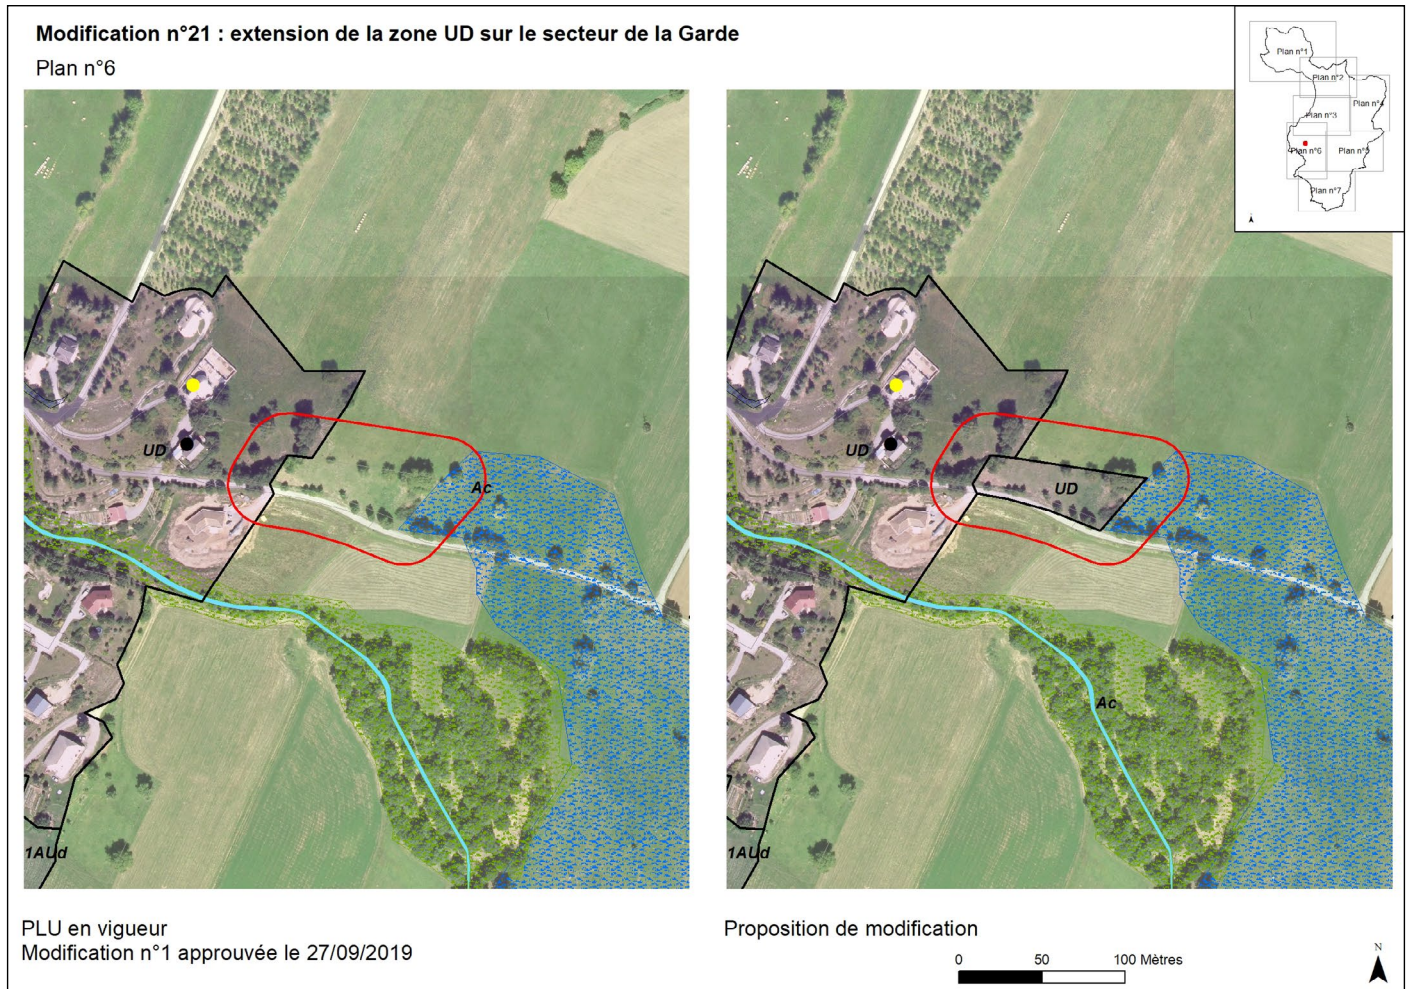 Modification n°21 : extension de la zone UD sur le secteur de la Garde
Plan n°6
Plan n°1
Plan n°2
Plan n°4
Plan n°3
Plan n°6
Plan n°5
Plan n°7
UD
Ac
1AUd
UD
UD
Ac
1AUd
PLU en vigueur
Modification n°1 approuvée le 27/09/2019
Proposition de modification
0 50 100 Mètres
N